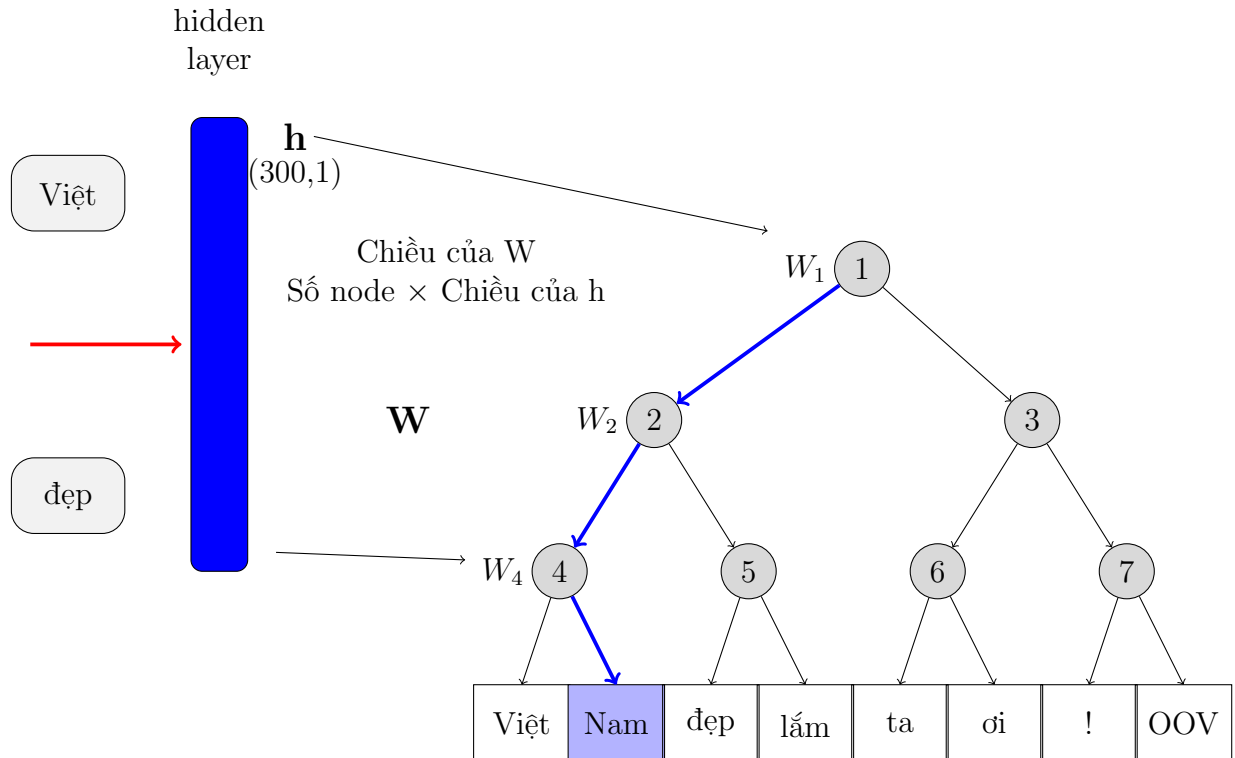 hidden
layer
h
(300,1)
Việt
Chiều của W
Số node × Chiều của h
W₁
1
W
W₂
2
3
đẹp
W₄
4
5
6
7
Việt
Nam
đẹp
lắm
ta
ơi
!
OOV